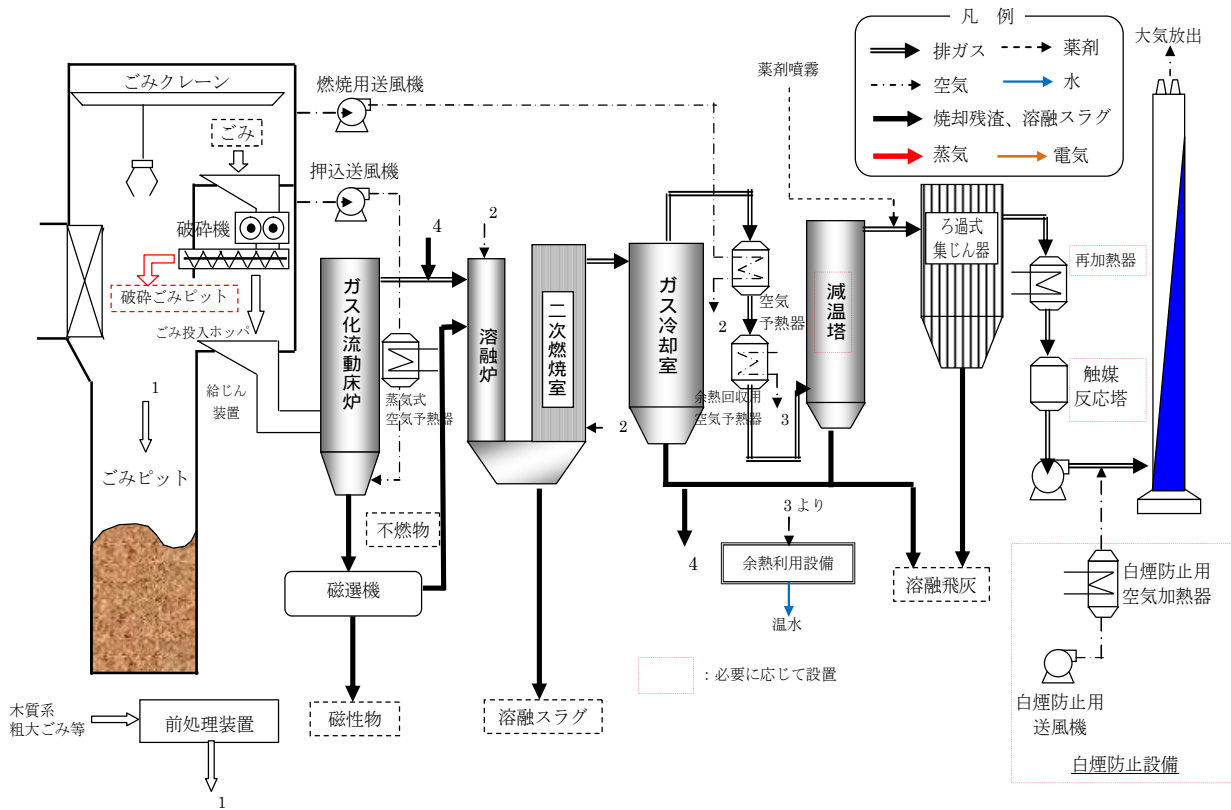 凡　例
排ガス
薬剤
空気
水
焼却残渣、溶融スラグ
蒸気
電気
大気放出
ごみクレーン
燃焼用送風機
薬剤噴霧
ごみ
押込送風機
破砕機
破砕ごみピット
ごみ投入ホッパ
1
給じん
装置
ごみピット
ガス化流動床炉
蒸気式
空気予熱器
4
2
溶融炉
二次燃焼室
2
ガス冷却室
空気
予熱器
2
余熱回収用
空気予熱器
3
減温塔
ろ過式
集じん器
再加熱器
触媒
反応塔
不燃物
磁選機
磁性物
溶融スラグ
4
3 より
余熱利用設備
温水
溶融飛灰
白煙防止用
空気加熱器
白煙防止用
送風機
白煙防止設備
：必要に応じて設置
木質系
粗大ごみ等
前処理装置
1